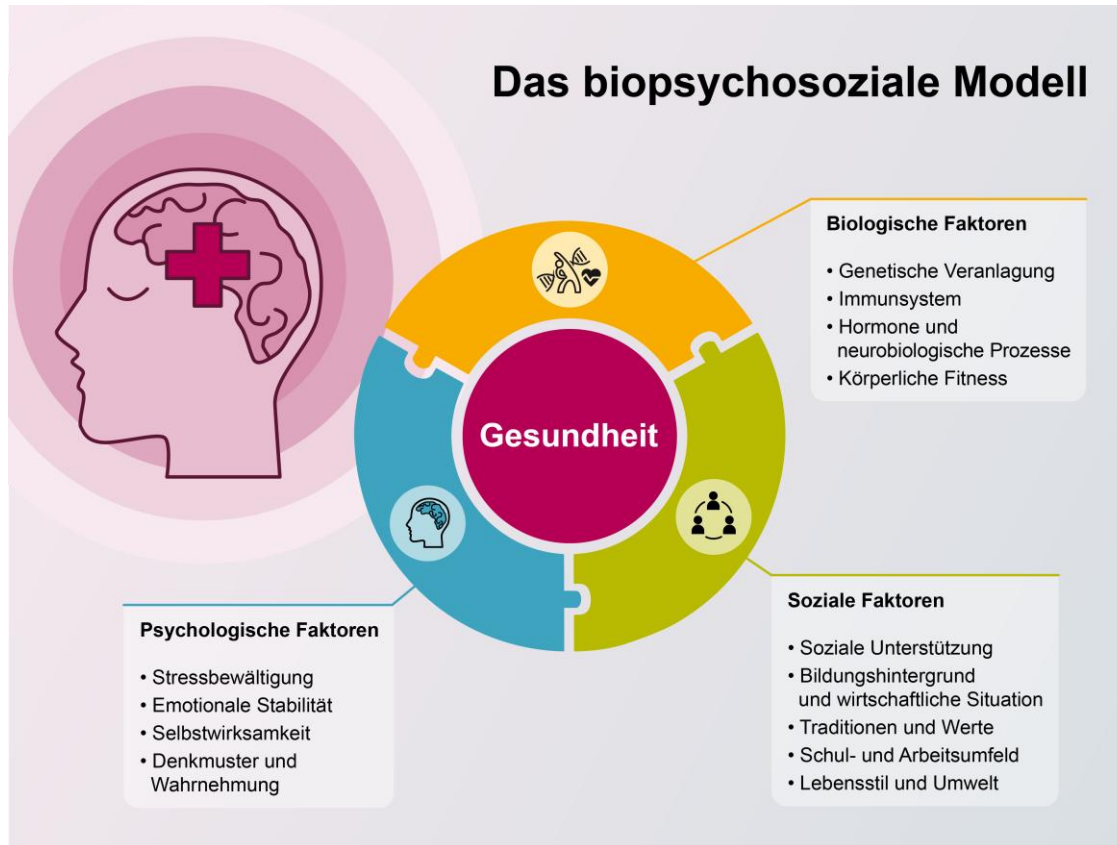 Das biopsychosoziale Modell
Biologische Faktoren
• Genetische Veranlagung
• Immunsystem
• Hormone und
neurobiologische Prozesse
• Körperliche Fitness
Gesundheit
Psychologische Faktoren
• Stressbewältigung
• Emotionale Stabilität
• Selbstwirksamkeit
• Denkmuster und
Wahrnehmung
Soziale Faktoren
• Soziale Unterstützung
• Bildungshintergrund
und wirtschaftliche Situation
• Traditionen und Werte
• Schul- und Arbeitsumfeld
• Lebensstil und Umwelt